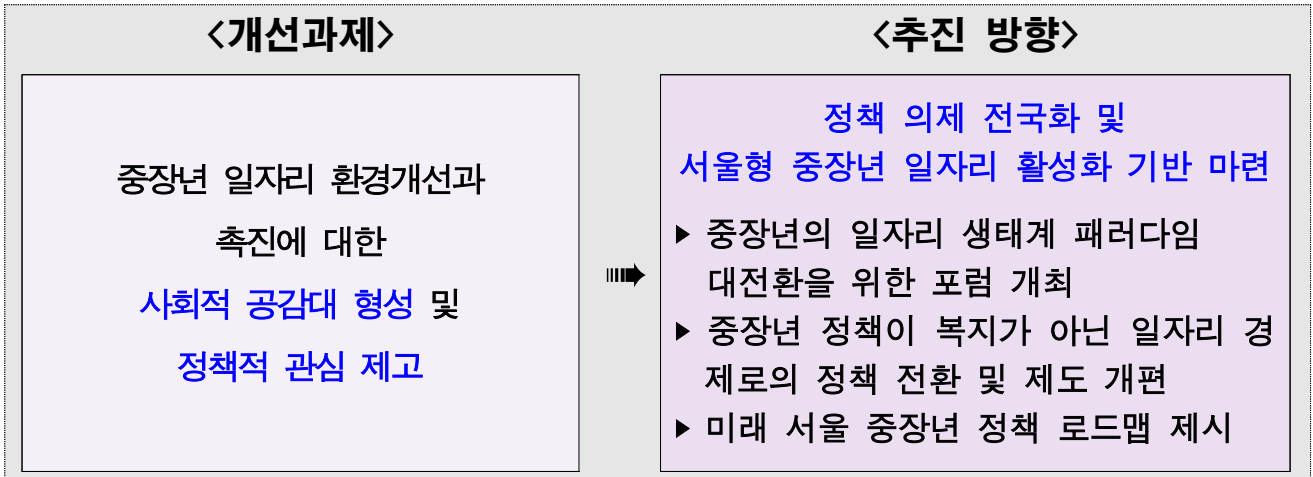 <개선과제>
중장년 일자리 환경개선과
촉진에 대한
사회적 공감대 형성 및
정책적 관심 제고
<추진 방향>
정책 의제 전국화 및
서울형 중장년 일자리 활성화 기반 마련
▶ 중장년의 일자리 생태계 패러다임
대전환을 위한 포럼 개최
▶ 중장년 정책이 복지가 아닌 일자리 경
제로의 정책 전환 및 제도 개편
▶ 미래 서울 중장년 정책 로드맵 제시